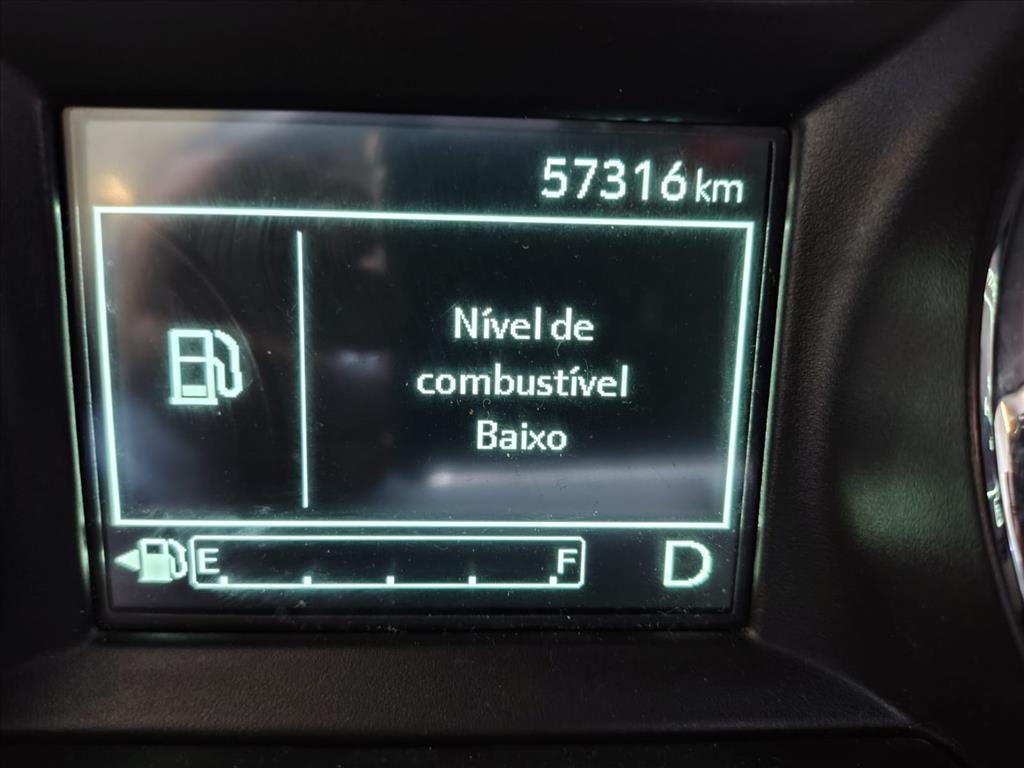 57316 km
Nível de
combustível
Baixo
E F D